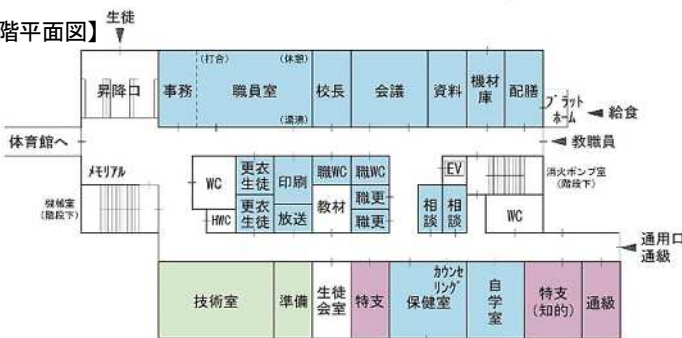 階平面図】
生徒
昇降口
事務
(打合)
職員室
(休憩)
(湯沸)
校長
会議
資料
機材
庫
配膳
プラット
ホーム
給食
体育館へ
教職員
メモリアル
機械室
(階段下)
WC
HWC
更衣
生徒
更衣
生徒
印刷
放送
職WC
教材
職WC
職更
職更
相
談
相
談
EV
消火ポンプ室
(階段下)
WC
通用口
通級
技術室
準備
生徒
会室
特支
カウンセ
リング
保健室
自
学
室
特支
(知的)
通級